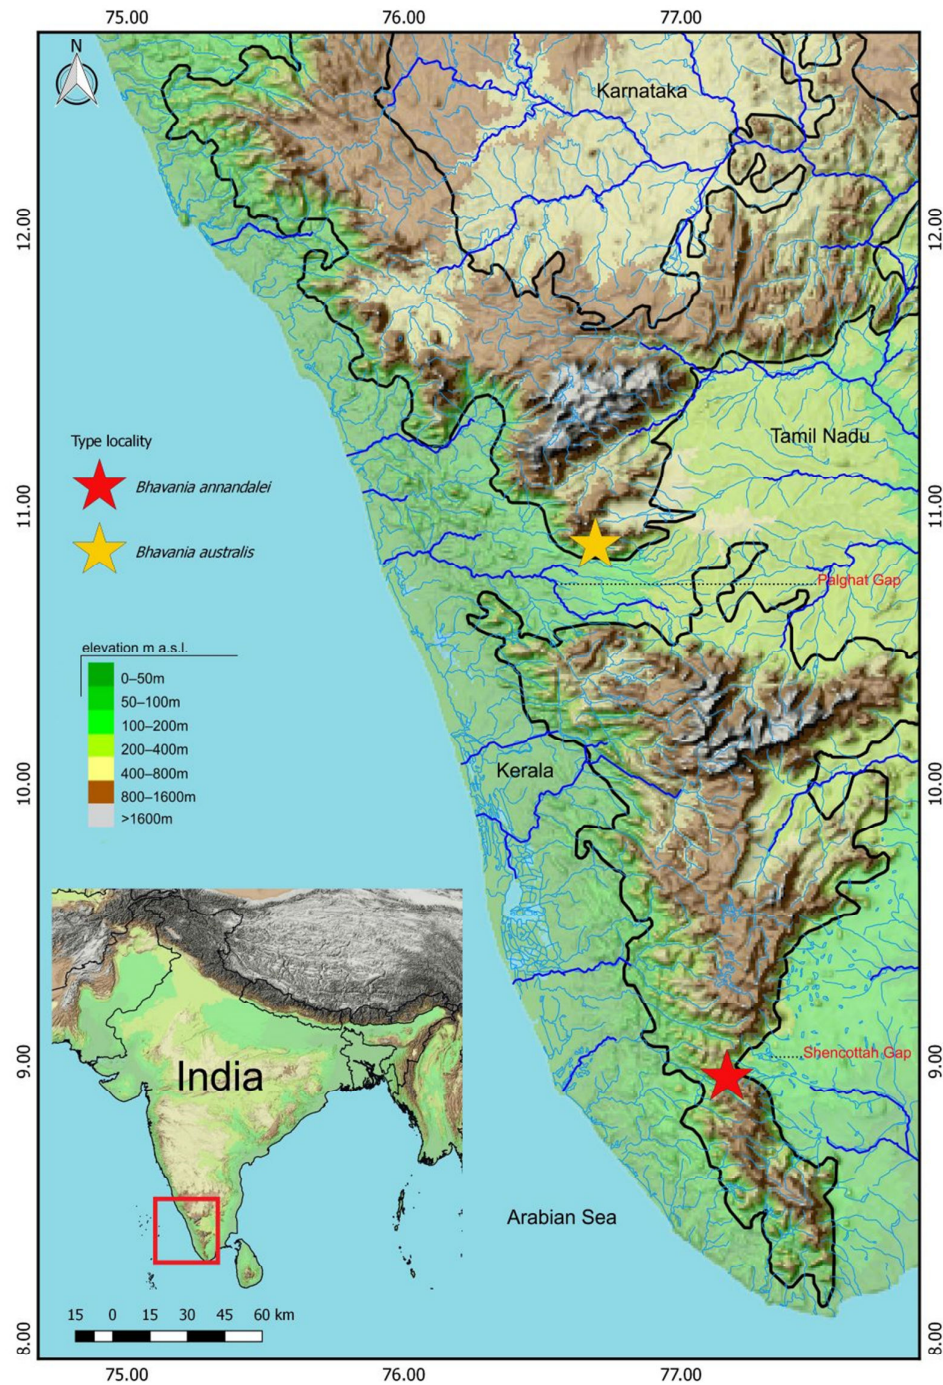 75.00 76.00 77.00
N
Karnataka
12.00 12.00
Tamil Nadu
Type locality
Bhavania annandalei
11.00 11.00
Bhavania australis
Palghat Gap
elevation m a.s.l.
0–50m
50–100m
100–200m
200–400m
400–800m
800–1600m
>1600m
Kerala
10.00 10.00
Shencottah Gap
9.00 9.00
India
Arabian Sea
15 0 15 30 45 60 km
8.00 8.00
75.00 76.00 77.00